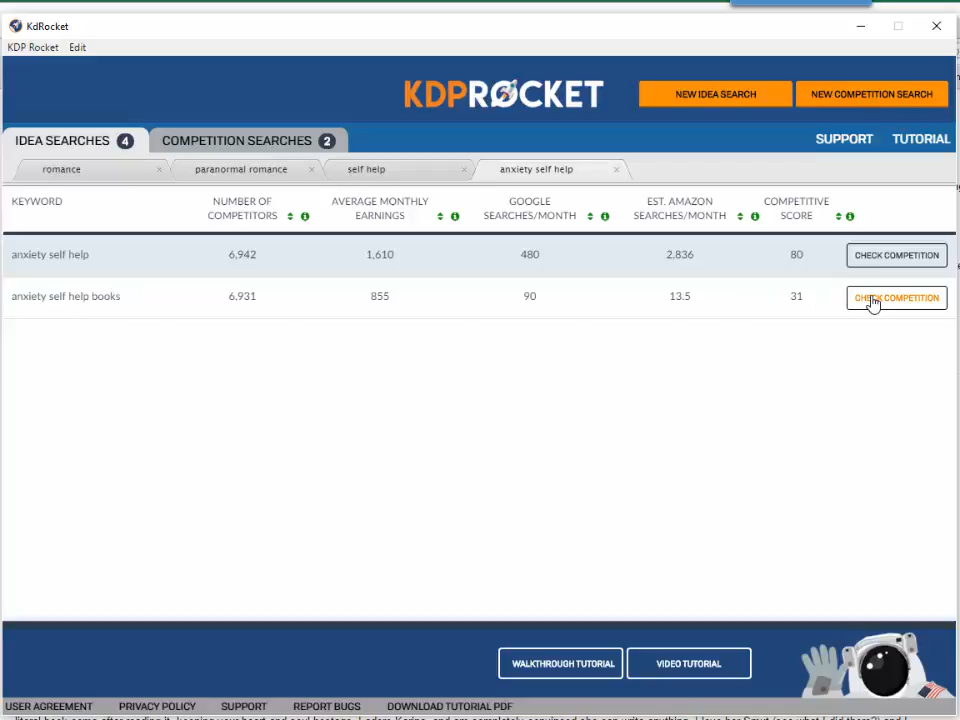 KdRocket
KDP Rocket Edit
KDPROCKET
NEW IDEA SEARCH
NEW COMPETITION SEARCH
IDEA SEARCHES 4
COMPETITION SEARCHES 2
SUPPORT
TUTORIAL
romance ×
paranormal romance ×
self help ×
anxiety self help ×
KEYWORD
NUMBER OF
COMPETITORS
AVERAGE MONTHLY
EARNINGS
GOOGLE
SEARCHES/MONTH
EST. AMAZON
SEARCHES/MONTH
COMPETITIVE
SCORE
anxiety self help 6,942 1,610 480 2,836 80 CHECK COMPETITION
anxiety self help books 6,931 855 90 13.5 31 CHECK COMPETITION
WALKTHROUGH TUTORIAL
VIDEO TUTORIAL
USER AGREEMENT PRIVACY POLICY SUPPORT REPORT BUGS DOWNLOAD TUTORIAL PDF